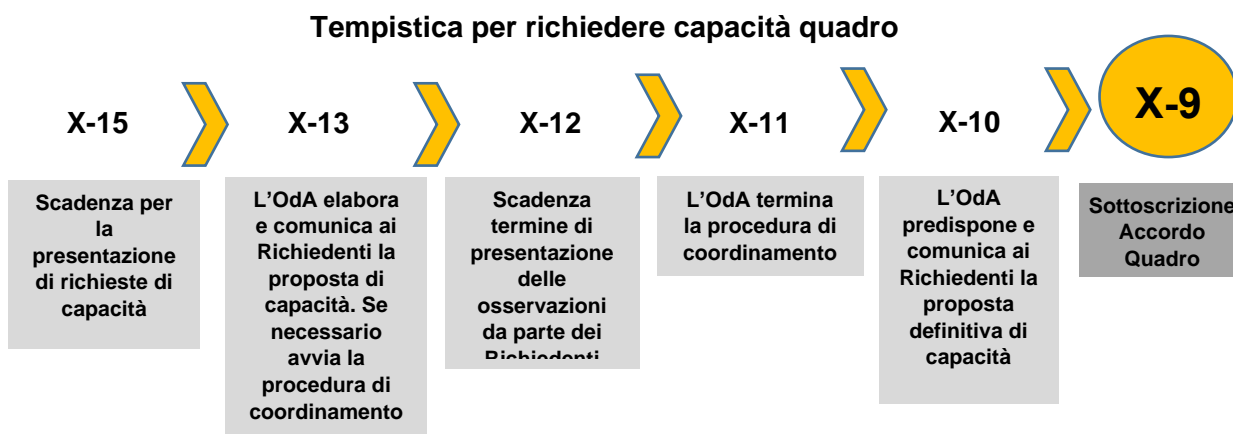 Tempistica per richiedere capacità quadro
X-15
X-13
X-12
X-11
X-10
X-9
Scadenza per
la
presentazione
di richieste di
capacità
L'OdA elabora
e comunica ai
Richiedenti la
proposta di
capacità. Se
necessario
avvia la
procedura di
coordinamento
Scadenza
termine di
presentazione
delle
osservazioni
da parte dei
Richiedenti
L'OdA termina
la procedura di
coordinamento
L'OdA
predispone e
comunica ai
Richiedenti la
proposta
definitiva di
capacità
Sottoscrizione
Accordo
Quadro